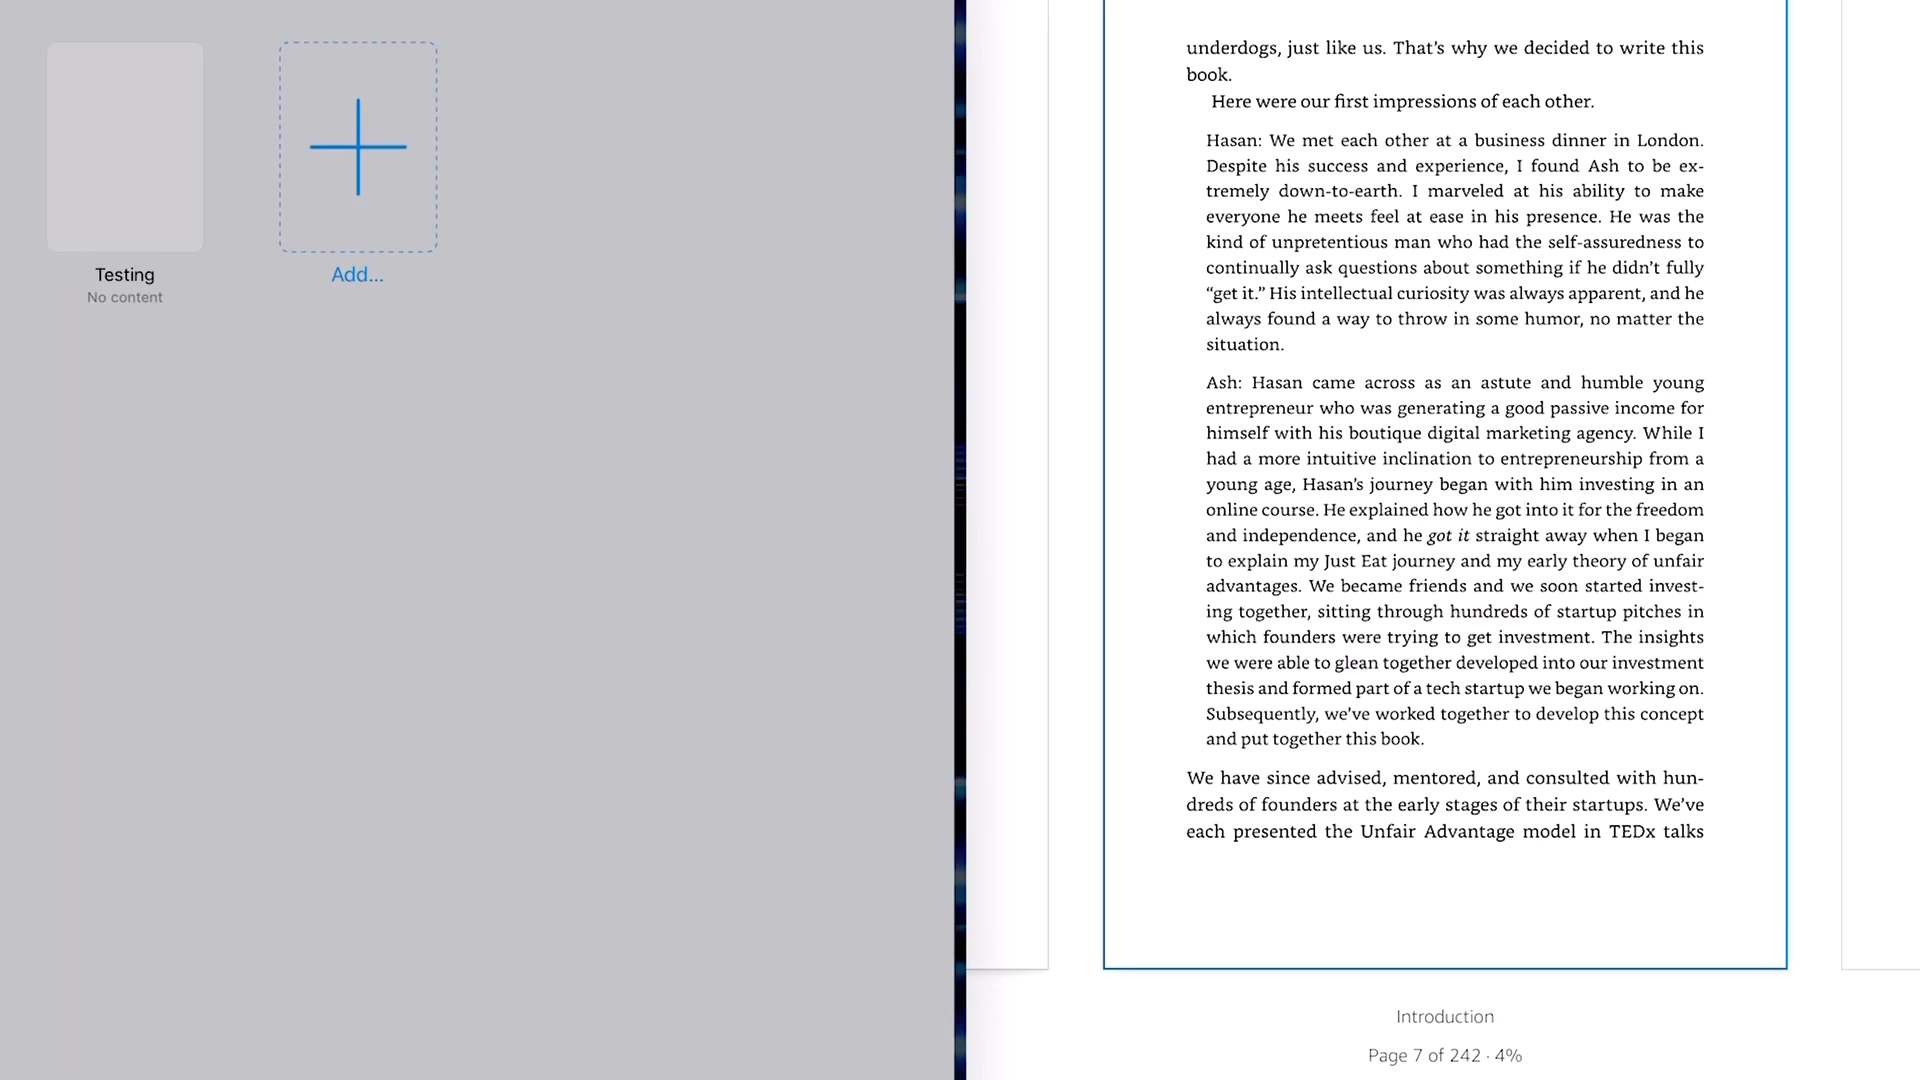 Testing
No content
Add...
underdogs, just like us. That's why we decided to write this
book.
Here were our first impressions of each other.
Hasan: We met each other at a business dinner in London.
Despite his success and experience, I found Ash to be ex-
tremely down-to-earth. I marveled at his ability to make
everyone he meets feel at ease in his presence. He was the
kind of unpretentious man who had the self-assuredness to
continually ask questions about something if he didn't fully
“get it.” His intellectual curiosity was always apparent, and he
always found a way to throw in some humor, no matter the
situation.
Ash: Hasan came across as an astute and humble young
entrepreneur who was generating a good passive income for
himself with his boutique digital marketing agency. While I
had a more intuitive inclination to entrepreneurship from a
young age, Hasan's journey began with him investing in an
online course. He explained how he got into it for the freedom
and independence, and he got it straight away when I began
to explain my Just Eat journey and my early theory of unfair
advantages. We became friends and we soon started invest-
ing together, sitting through hundreds of startup pitches in
which founders were trying to get investment. The insights
we were able to glean together developed into our investment
thesis and formed part of a tech startup we began working on.
Subsequently, we've worked together to develop this concept
and put together this book.
We have since advised, mentored, and consulted with hun-
dreds of founders at the early stages of their startups. We've
each presented the Unfair Advantage model in TEDx talks
Introduction
Page 7 of 242 · 4%